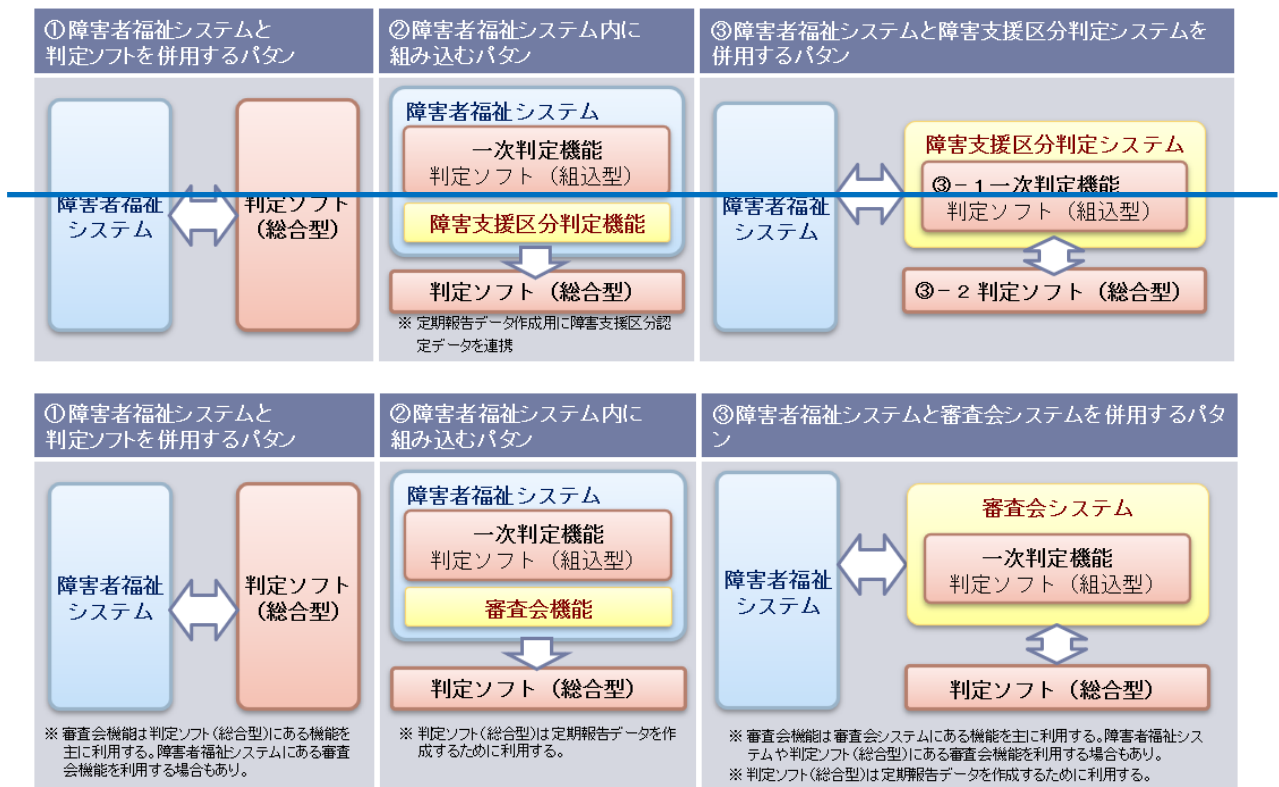 ①障害者福祉システムと
判定ソフトを併用するパタン
②障害者福祉システム内に
組み込むパタン
③障害者福祉システムと障害支援区分判定システムを
併用するパタン
障害者福祉
システム
判定ソフト
(総合型)
障害者福祉システム
一次判定機能
判定ソフト（組込型）
障害支援区分判定機能
判定ソフト（総合型）
※ 定期報告データ作成用に障害支援区分認
定データを連携
障害者福祉
システム
障害支援区分判定システム
③－１一次判定機能
判定ソフト（組込型）
③－２判定ソフト（総合型）
①障害者福祉システムと
判定ソフトを併用するパタン
②障害者福祉システム内に
組み込むパタン
③障害者福祉システムと審査会システムを併用するパタ
ン
障害者福祉
システム
判定ソフト
(総合型)
※ 審査会機能は判定ソフト(総合型)にある機能を
主に利用する。障害者福祉システムにある審査
会機能を利用する場合もあり。
障害者福祉システム
一次判定機能
判定ソフト（組込型）
審査会機能
判定ソフト（総合型）
※ 判定ソフト(総合型)は定期報告データを作
成するために利用する。
障害者福祉
システム
審査会システム
一次判定機能
判定ソフト（組込型）
判定ソフト（総合型）
※ 審査会機能は審査会システムにある機能を主に利用する。障害者福祉シス
テムや判定ソフト(総合型)にある審査会機能を利用する場合もあり。
※ 判定ソフト(総合型)は定期報告データを作成するために利用する。